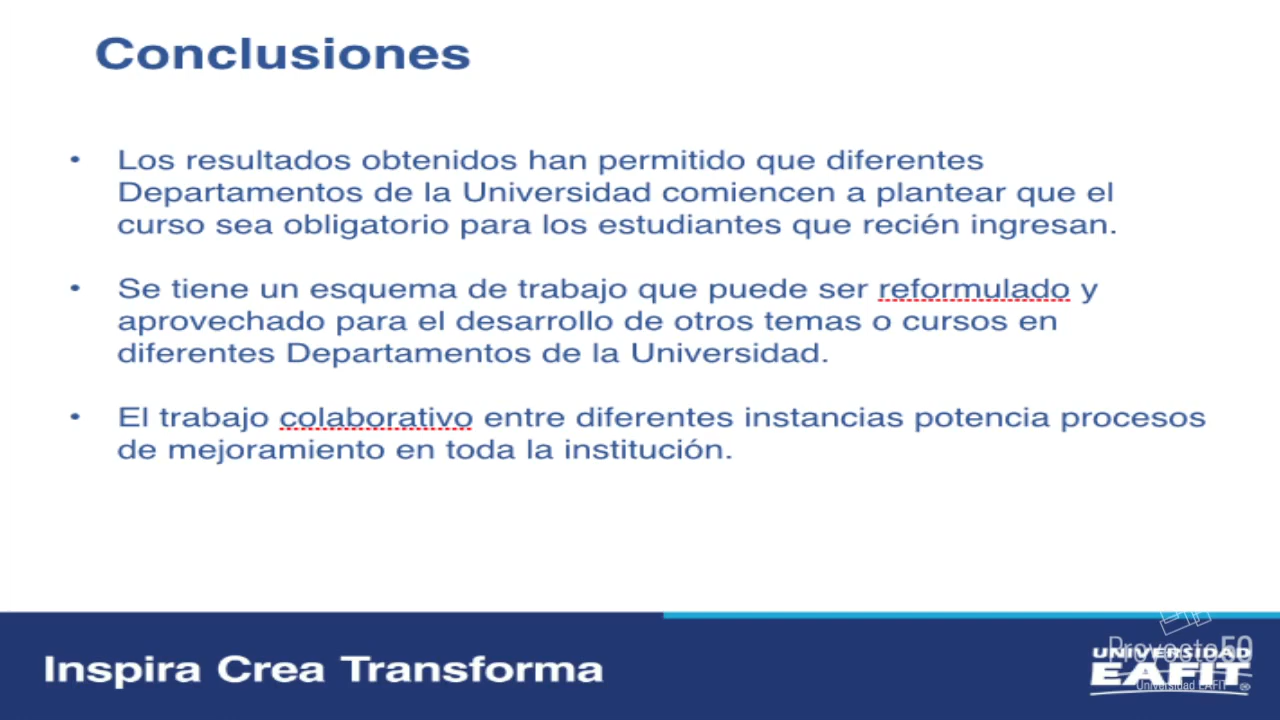 Conclusiones
• Los resultados obtenidos han permitido que diferentes
Departamentos de la Universidad comiencen a plantear que el
curso sea obligatorio para los estudiantes que recién ingresan.
• Se tiene un esquema de trabajo que puede ser reformulado y
aprovechado para el desarrollo de otros temas o cursos en
diferentes Departamentos de la Universidad.
• El trabajo colaborativo entre diferentes instancias potencia procesos
de mejoramiento en toda la institución.
Inspira Crea Transforma
Proyecto50
UNIVERSIDAD
EAFIT®
Universidad EAFIT